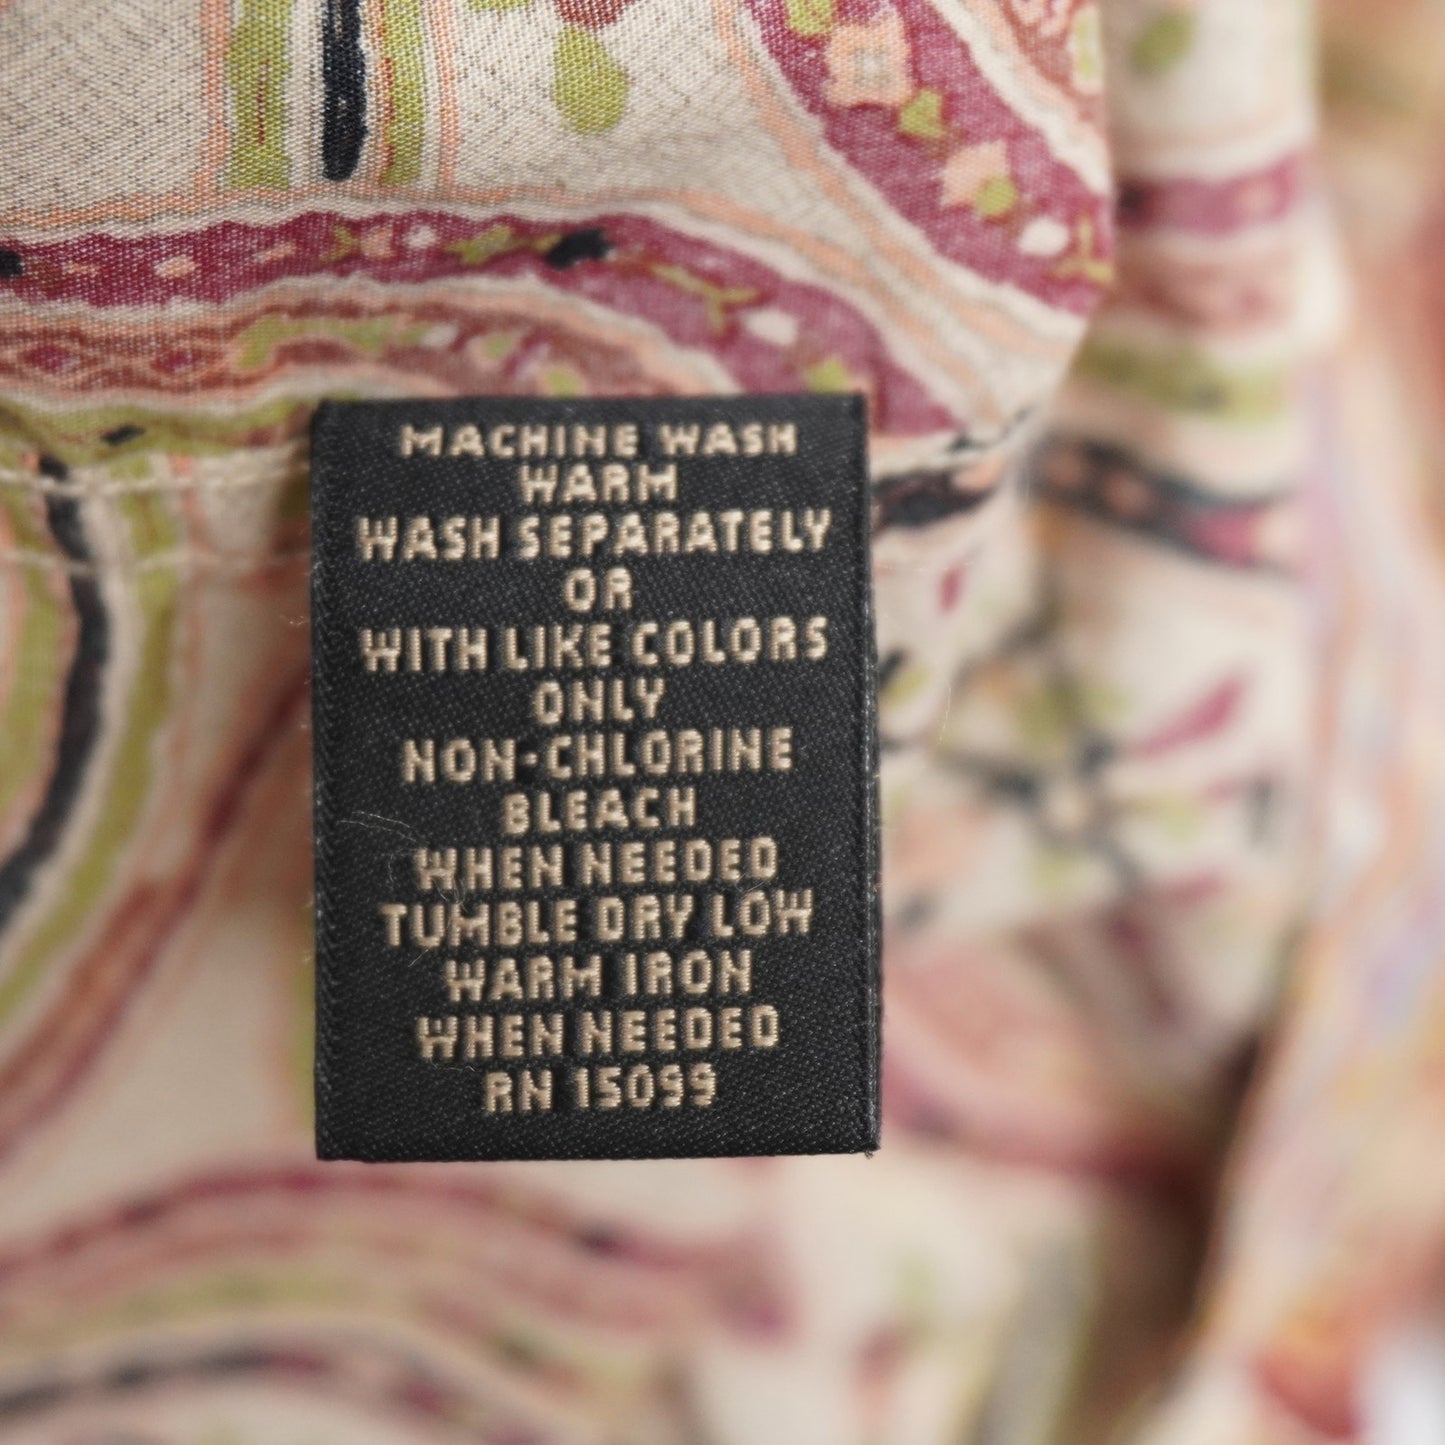 MACHINE WASH
WARM
WASH SEPARATELY
OR
WITH LIKE COLORS
ONLY
NON-CHLORINE
BLEACH
WHEN NEEDED
TUMBLE DRY LOW
WARM IRON
WHEN NEEDED
RN 15099